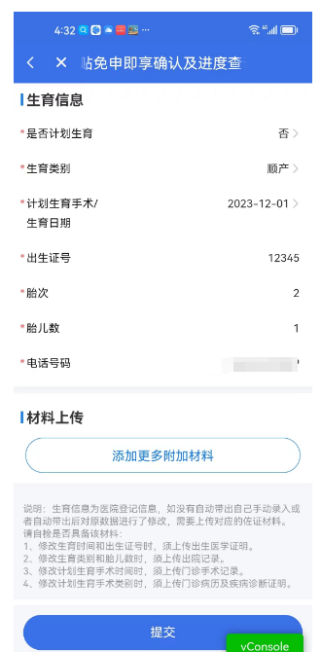 4:32
贴免申即享确认及进度查
生育信息
*是否计划生育 否
*生育类别 顺产
*计划生育手术/
生育日期 2023-12-01
*出生证号 12345
*胎次 2
*胎儿数 1
*电话号码
材料上传
添加更多附加材料
说明：生育信息为医院登记信息，如没有自动带出自己手动录入或
者自动带出后对原数据进行了修改，需要上传对应的佐证材料。
请自检是否具备该材料：
1、修改生育时间和出生证号时，须上传出生医学证明。
2、修改生育类别和胎儿数时，须上传出院记录。
3、修改计划生育手术时间时，须上传门诊手术记录。
4、修改计划生育手术类别时，须上传门诊病历及疾病诊断证明。
提交
vConsole